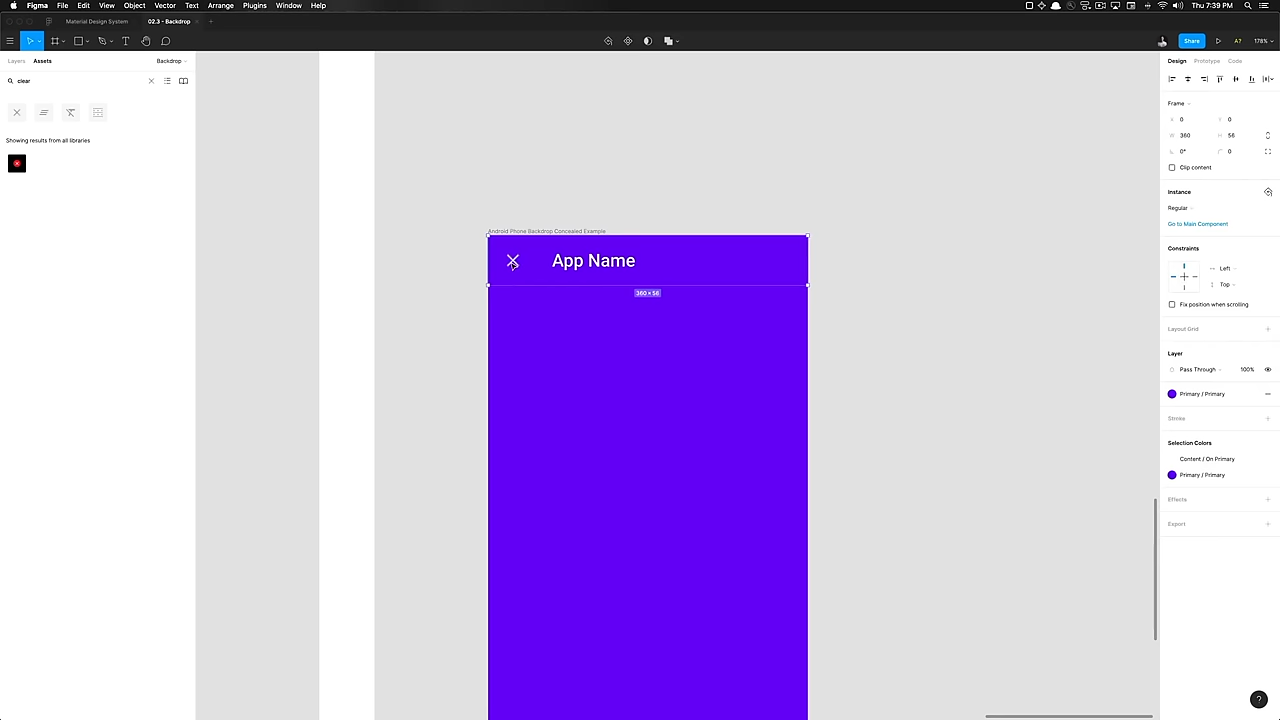 Figma File Edit View Object Vector Text Arrange Plugins Window Help
Thu 7:39 PM
Material Design System
02.3 - Backdrop
Share
A?
178%
Layers Assets
Backdrop
clear
Showing results from all libraries
Android Phone Backdrop Concealed Example
App Name
360 × 56
Design Prototype Code
Frame
X 0 Y 0
W 360 H 56
0° 0
Clip content
Instance
Regular
Go to Main Component
Constraints
Left
Top
Fix position when scrolling
Layout Grid
Layer
Pass Through 100%
Primary / Primary
Stroke
Selection Colors
Content / On Primary
Primary / Primary
Effects
Export
?